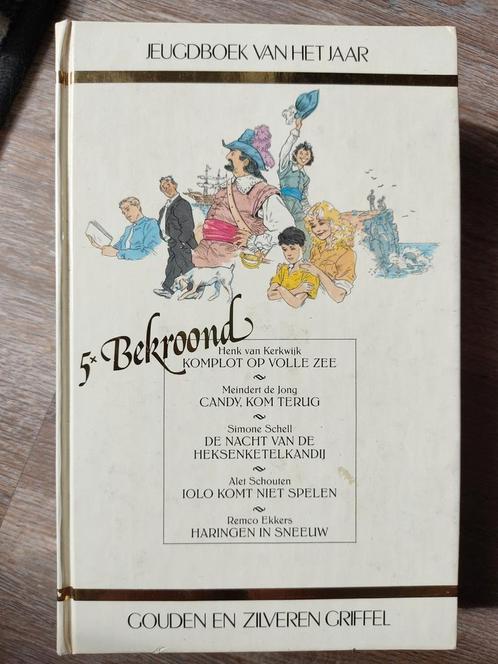 JEUGDBOEK VAN HET JAAR
5x Bekroond
Henk van Kerkwijk
KOMPLOT OP VOLLE ZEE
Meindert de Jong
CANDY, KOM TERUG
Simone Schell
DE NACHT VAN DE
HEKSENKETELKANDIJ
Alet Schouten
IOLO KOMT NIET SPELEN
Remco Ekkers
HARINGEN IN SNEEUW
GOUDEN EN ZILVEREN GRIFFEL